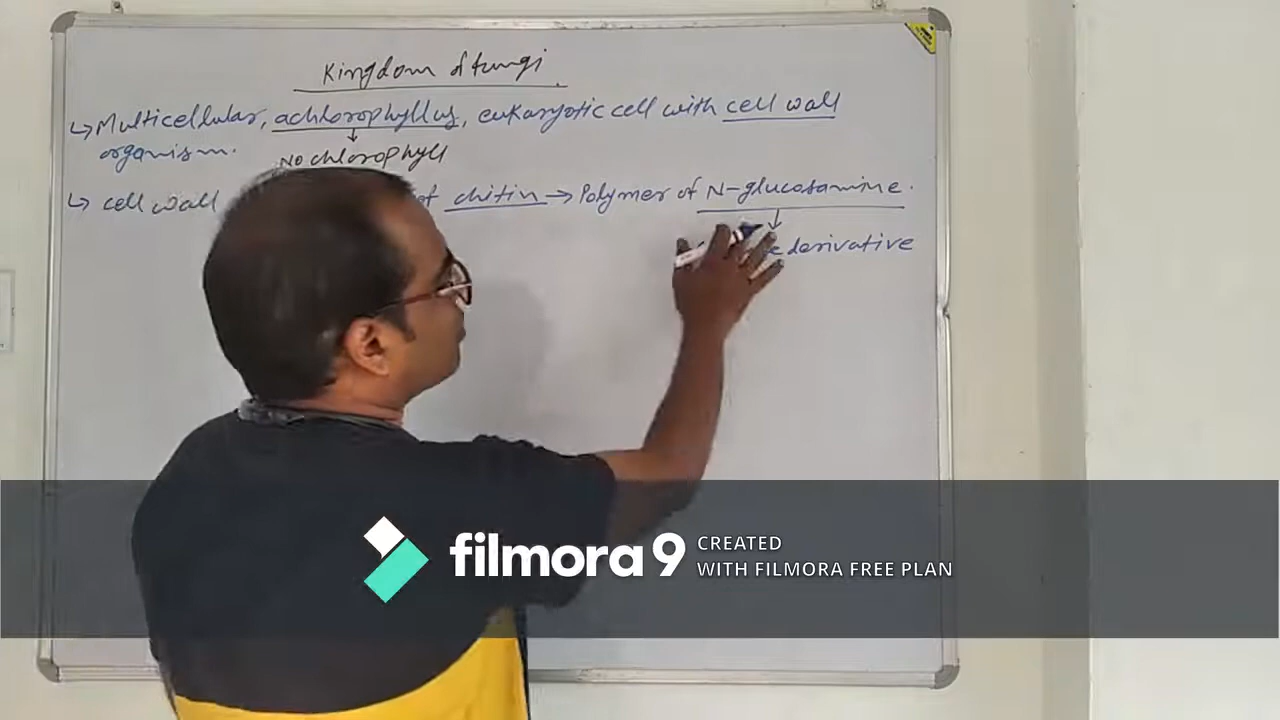 Kingdom of fungi
↳ Multicellular, achlorophyllus, eukaryotic cell with cell wall
organism.
↓
No chlorophyll
↳ cell wall of chitin → Polymer of N-glucosamine.
↓
derivative
filmora 9 CREATED
WITH FILMORA FREE PLAN